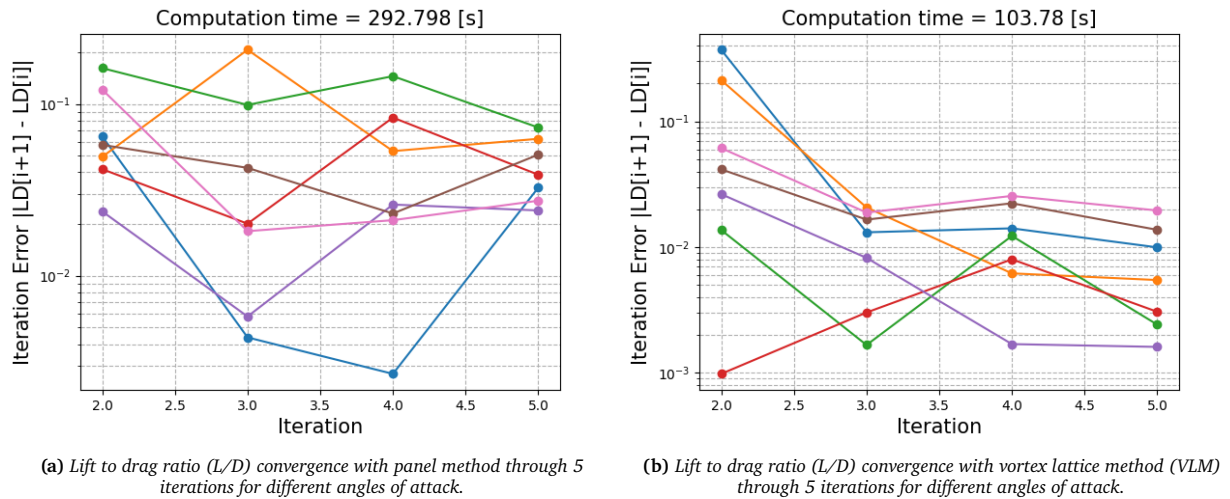 Computation time = 292.798 [s]
Iteration Error |LD[i+1] - LD[i]|
10⁻¹
10⁻²
2.0 2.5 3.0 3.5 4.0 4.5 5.0
Iteration
(a) Lift to drag ratio (L/D) convergence with panel method through 5
iterations for different angles of attack.
Computation time = 103.78 [s]
Iteration Error |LD[i+1] - LD[i]|
10⁻¹
10⁻²
10⁻³
2.0 2.5 3.0 3.5 4.0 4.5 5.0
Iteration
(b) Lift to drag ratio (L/D) convergence with vortex lattice method (VLM)
through 5 iterations for different angles of attack.